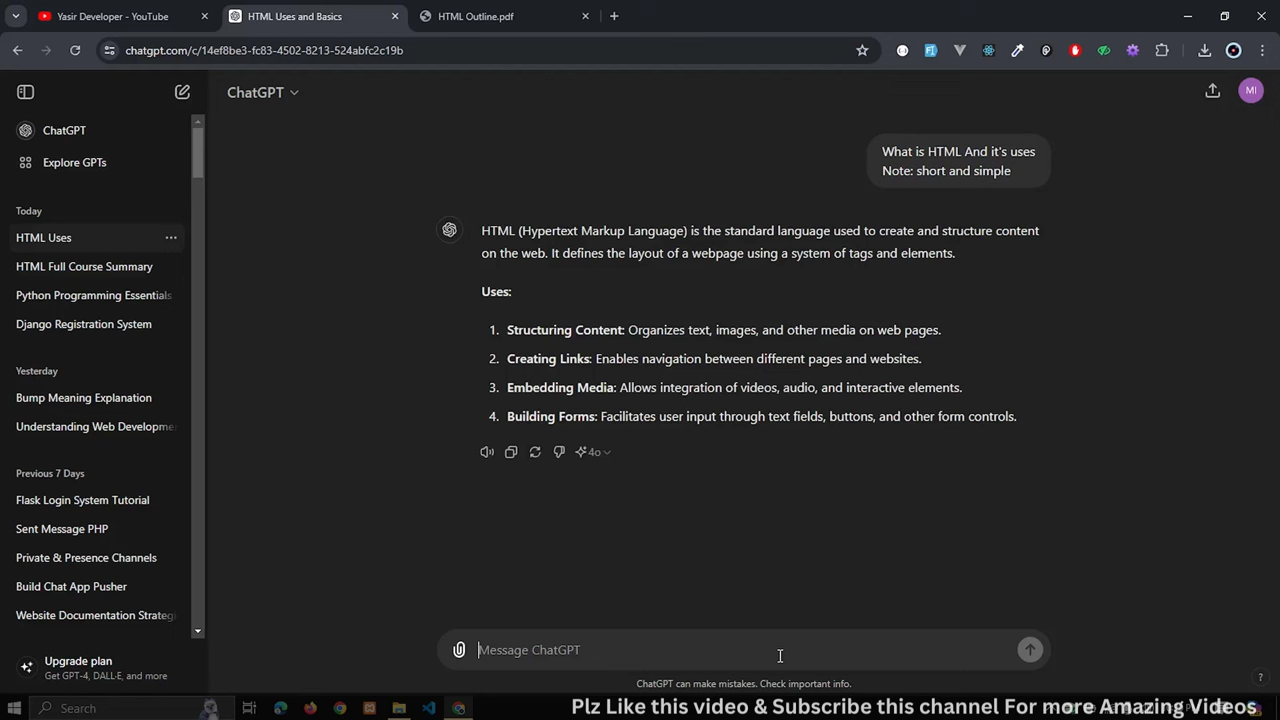 Yasir Developer - YouTube
HTML Uses and Basics
HTML Outline.pdf
chatgpt.com/c/14ef8be3-fc83-4502-8213-524abfc2c19b
ChatGPT
MI
ChatGPT
Explore GPTs
What is HTML And it's uses
Note: short and simple
Today
HTML Uses
HTML Full Course Summary
Python Programming Essentials
Django Registration System
Yesterday
Bump Meaning Explanation
Understanding Web Developme
Previous 7 Days
Flask Login System Tutorial
Sent Message PHP
Private & Presence Channels
Build Chat App Pusher
Website Documentation Strateg
HTML (Hypertext Markup Language) is the standard language used to create and structure content
on the web. It defines the layout of a webpage using a system of tags and elements.
Uses:
1. Structuring Content: Organizes text, images, and other media on web pages.
2. Creating Links: Enables navigation between different pages and websites.
3. Embedding Media: Allows integration of videos, audio, and interactive elements.
4. Building Forms: Facilitates user input through text fields, buttons, and other form controls.
4o
Message ChatGPT
Upgrade plan
Get GPT-4, DALL-E, and more
ChatGPT can make mistakes. Check important info.
?
Search
Plz Like this video & Subscribe this channel For more Amazing Videos